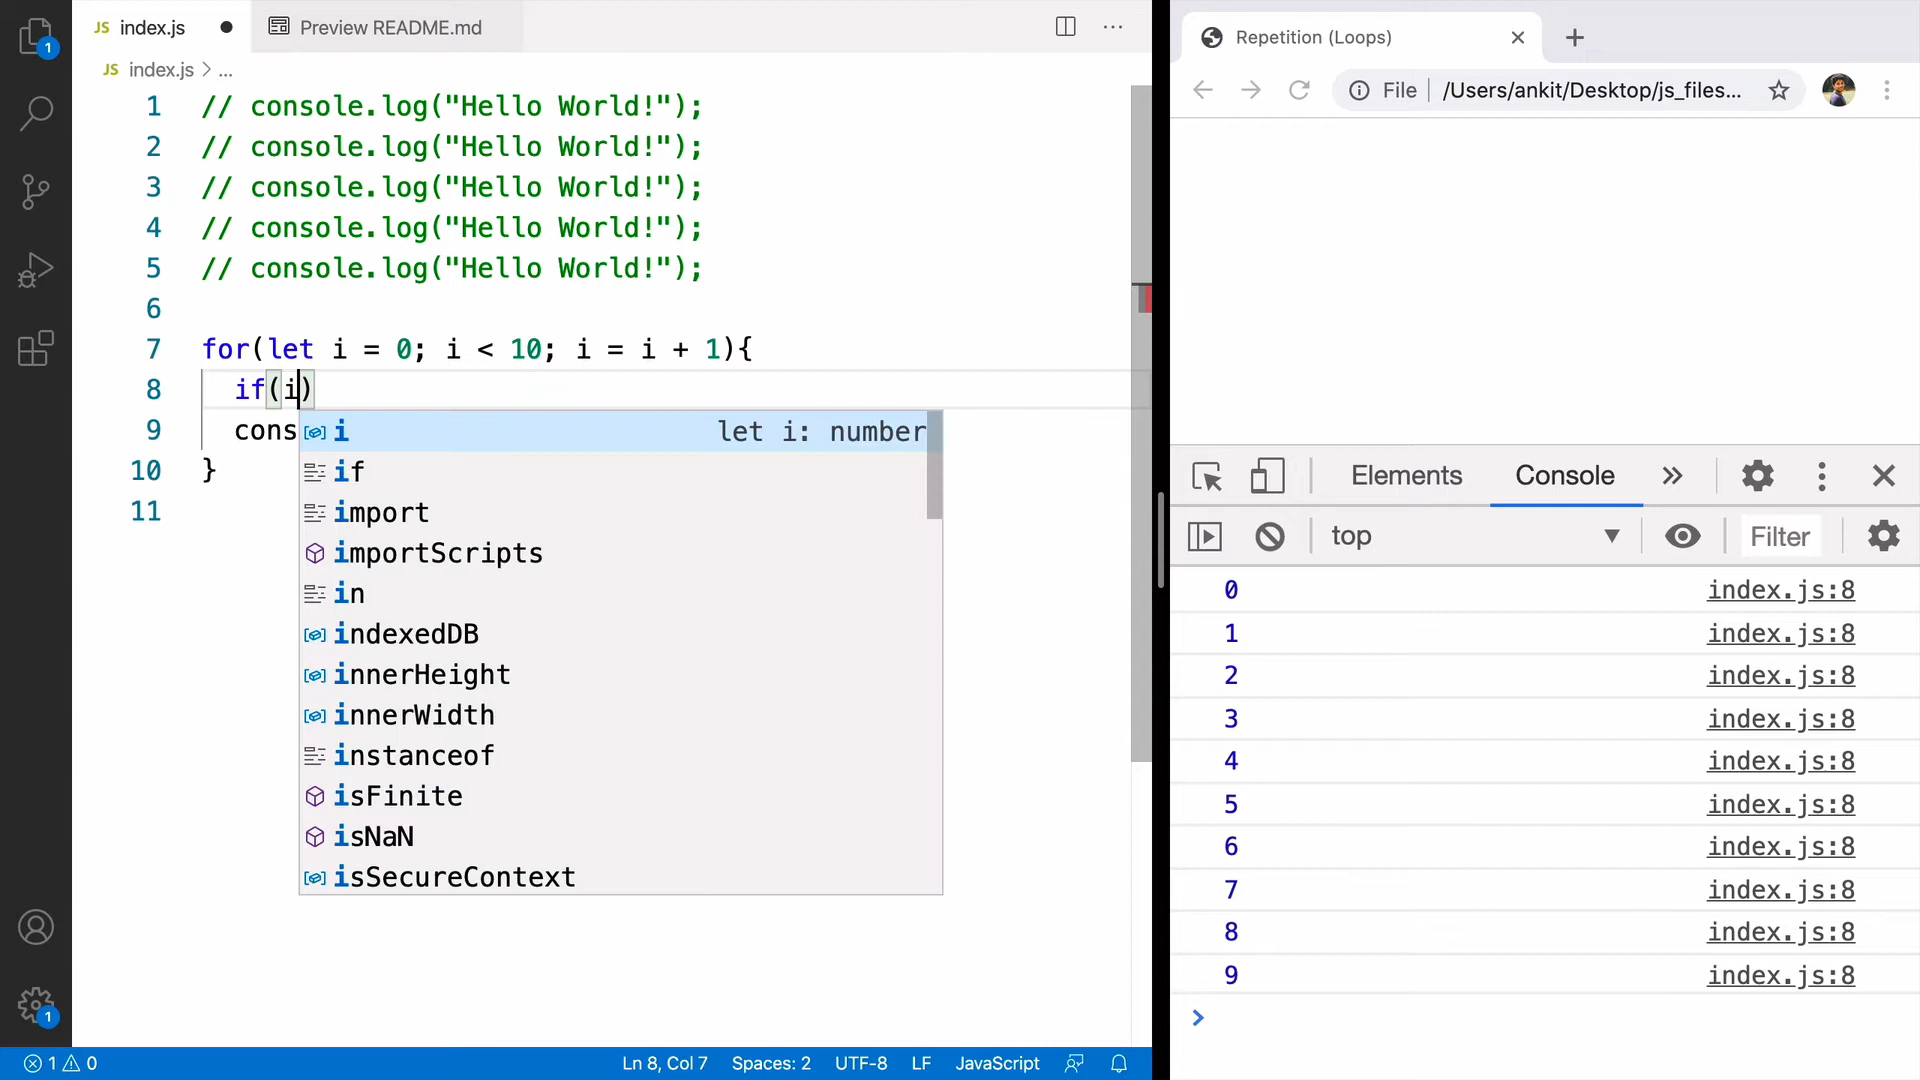 1
1
JS index.js ●
Preview README.md
JS index.js > ...
1 // console.log("Hello World!");
2 // console.log("Hello World!");
3 // console.log("Hello World!");
4 // console.log("Hello World!");
5 // console.log("Hello World!");
6
7 for(let i = 0; i < 10; i = i + 1){
8 if(i)
9 cons
10 }
11
i let i: number
if
import
importScripts
in
indexedDB
innerHeight
innerWidth
instanceof
isFinite
isNaN
isSecureContext
1 0
Ln 8, Col 7 Spaces: 2 UTF-8 LF JavaScript
Repetition (Loops)
File /Users/ankit/Desktop/js_files...
Elements Console
top Filter
0 index.js:8
1 index.js:8
2 index.js:8
3 index.js:8
4 index.js:8
5 index.js:8
6 index.js:8
7 index.js:8
8 index.js:8
9 index.js:8